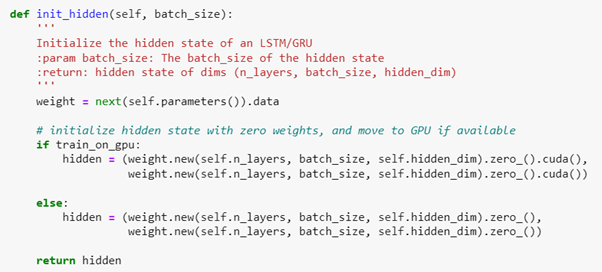 def init_hidden(self, batch_size):
    '''
    Initialize the hidden state of an LSTM/GRU
    :param batch_size: The batch_size of the hidden state
    :return: hidden state of dims (n_layers, batch_size, hidden_dim)
    '''
    weight = next(self.parameters()).data
    # initialize hidden state with zero weights, and move to GPU if available
    if train_on_gpu:
        hidden = (weight.new(self.n_layers, batch_size, self.hidden_dim).zero_().cuda(),
                  weight.new(self.n_layers, batch_size, self.hidden_dim).zero_().cuda())
    else:
        hidden = (weight.new(self.n_layers, batch_size, self.hidden_dim).zero_(),
                  weight.new(self.n_layers, batch_size, self.hidden_dim).zero_())
    return hidden